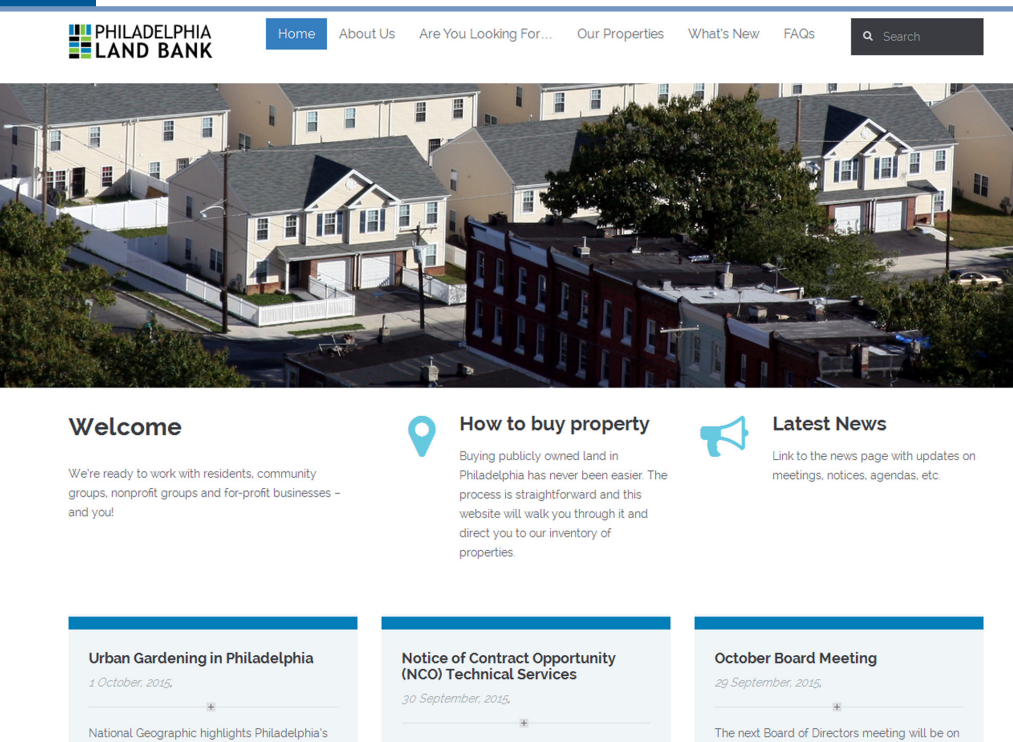 PHILADELPHIA
LAND BANK
Home
About Us
Are You Looking For...
Our Properties
What's New
FAQs
Search
Welcome
We're ready to work with residents, community
groups, nonprofit groups and for-profit businesses –
and you!
How to buy property
Buying publicly owned land in
Philadelphia has never been easier. The
process is straightforward and this
website will walk you through it and
direct you to our inventory of
properties.
Latest News
Link to the news page with updates on
meetings, notices, agendas, etc.
Urban Gardening in Philadelphia
1 October, 2015,
National Geographic highlights Philadelphia's
Notice of Contract Opportunity
(NCO) Technical Services
30 September, 2015,
October Board Meeting
29 September, 2015,
The next Board of Directors meeting will be on